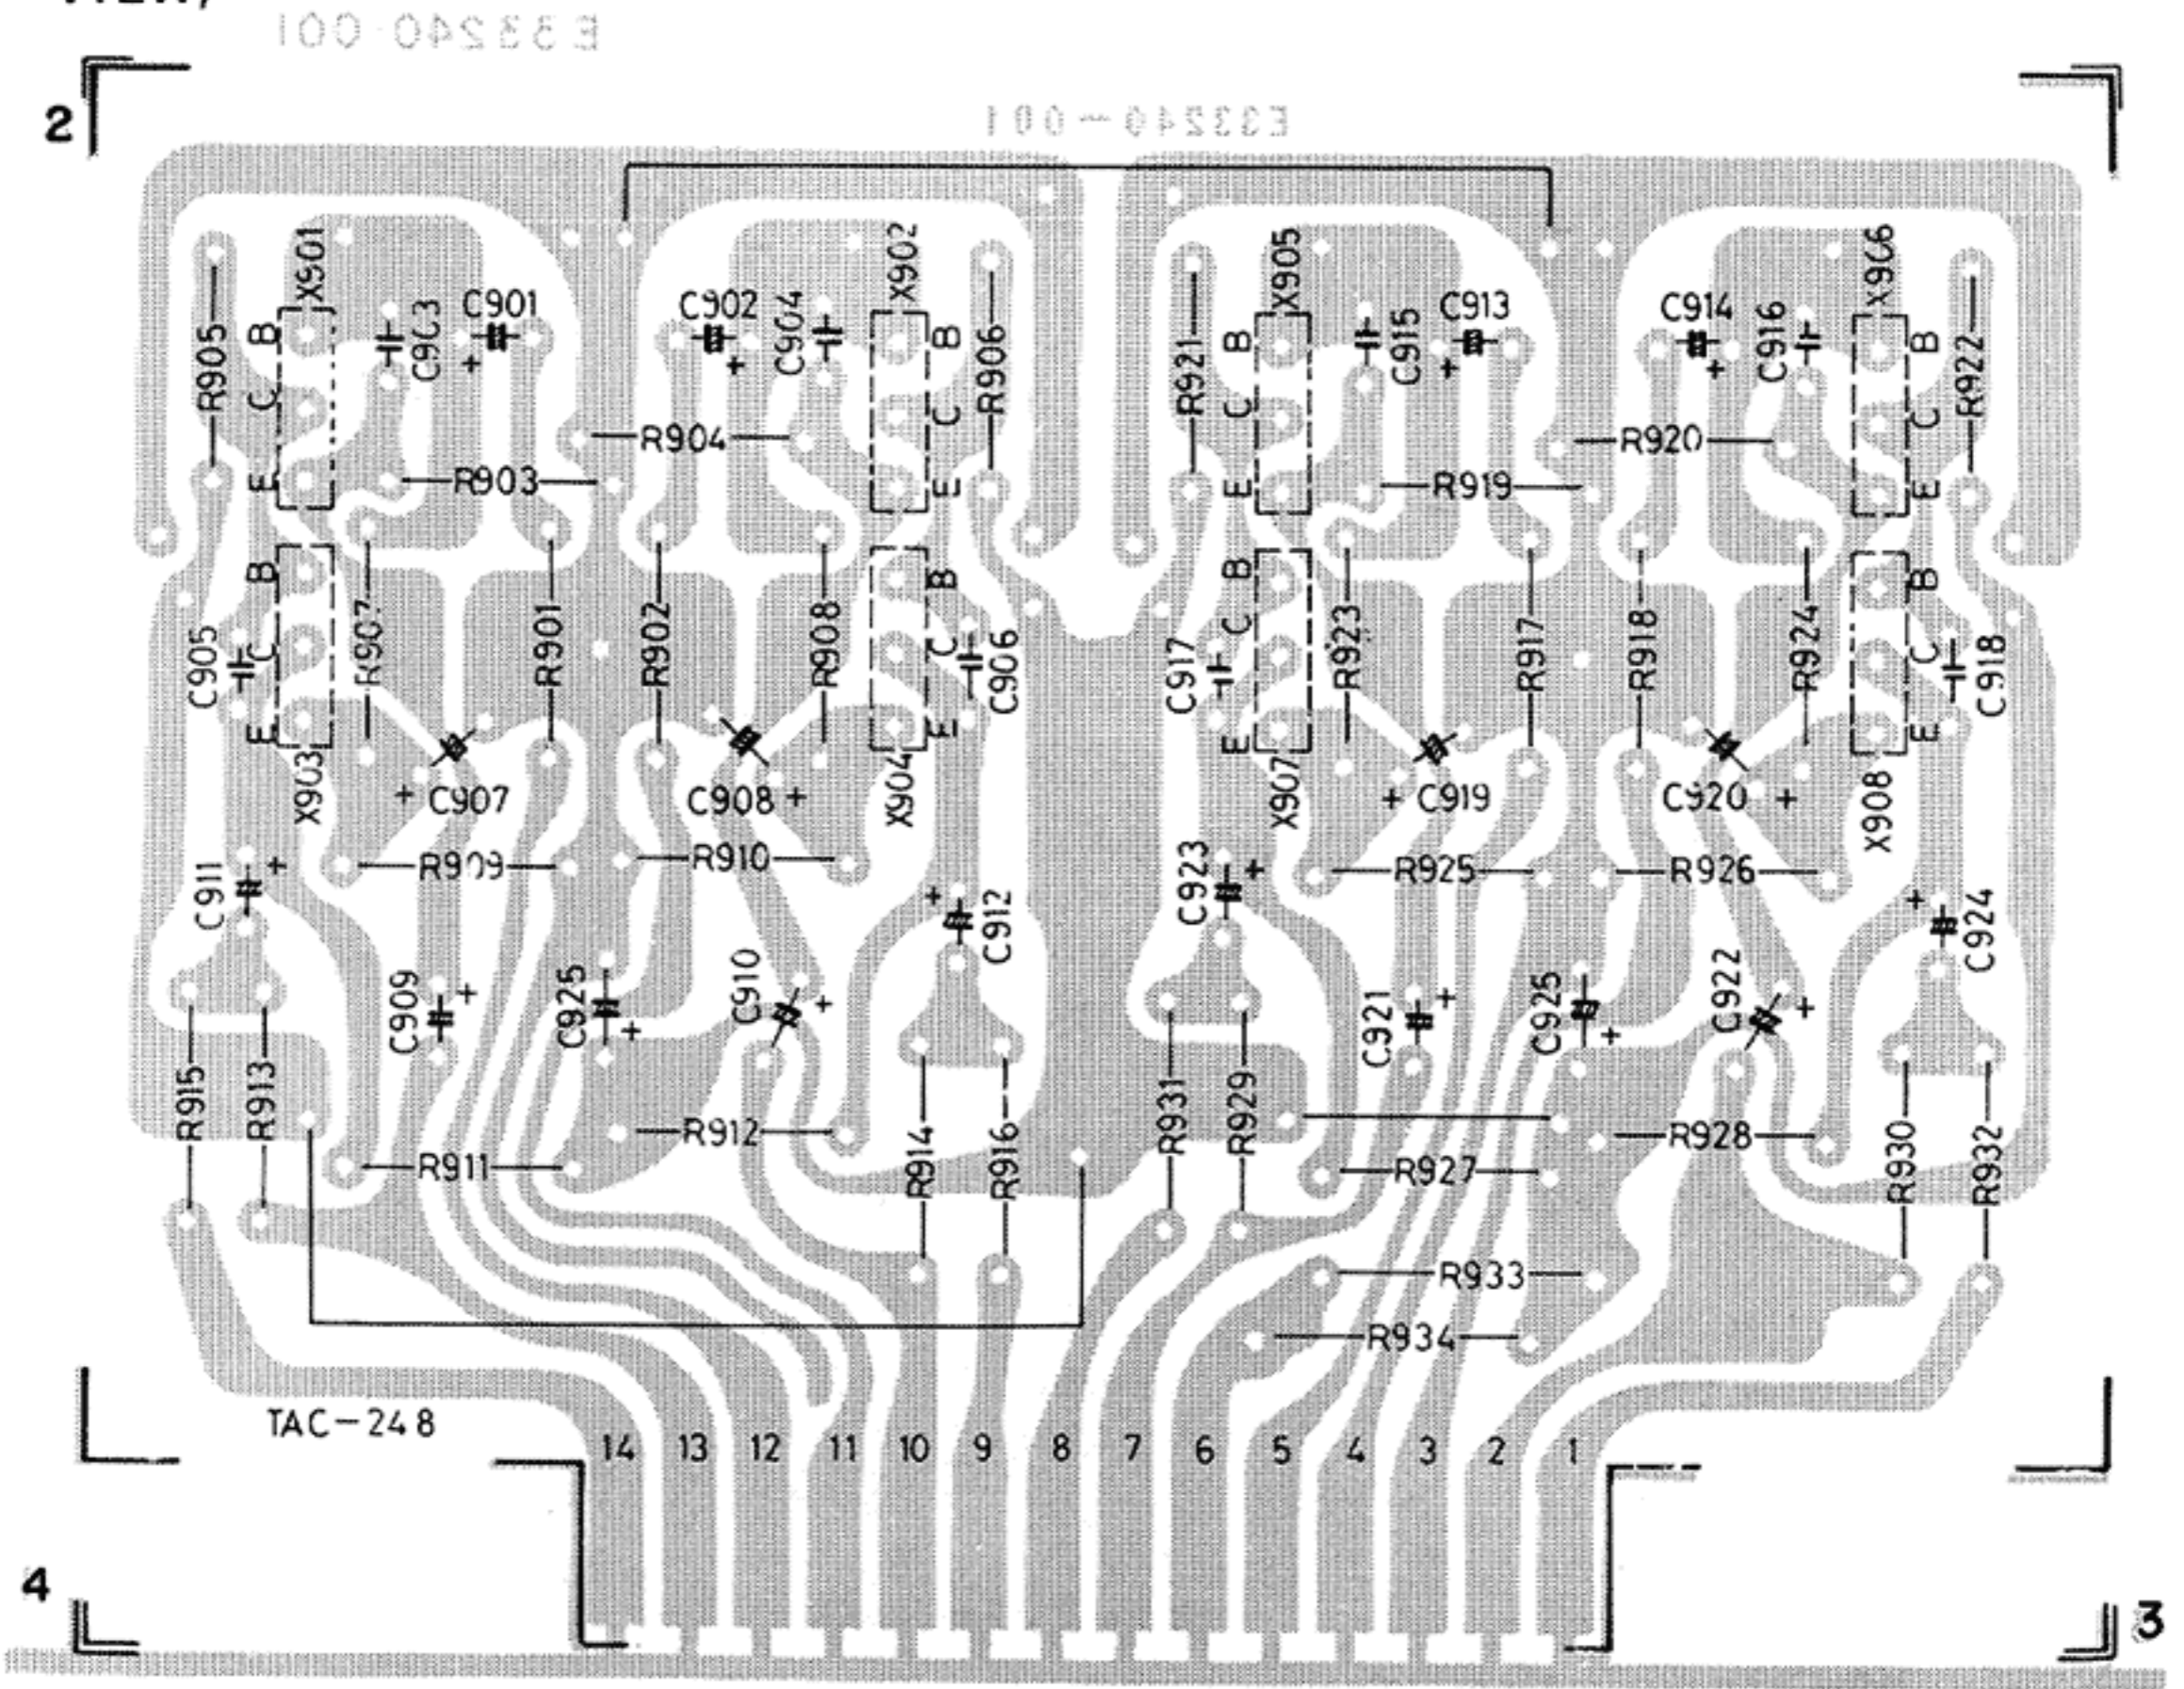 E33240-001
2
E33240-001
X901
X902
X905
X906
C901
C902
C904
C913
C914
C903
C915
C916
B
B
B
B
R905
R906
R921
R922
C
C
C
C
+
+
+
+
R904
R920
E
R903
E
E
R919
E
B
B
B
B
C905
C
R907
R901
R902
R908
C
C906
C917
C
R923
R917
R918
R924
C
C918
E
E
E
E
X903
+ C907
C908 +
X904
X907
+ C919
C920 +
X908
C911
+
R909
R910
+
C912
C923
+
R925
R926
+
C924
C909
+
C925
+
C910
+
C921
+
C925
+
C922
+
R915
R913
R912
R914
R916
R931
R929
R928
R930
R932
R911
R927
R933
R934
TAC-248
14 13 12 11 10 9 8 7 6 5 4 3 2 1
4
3